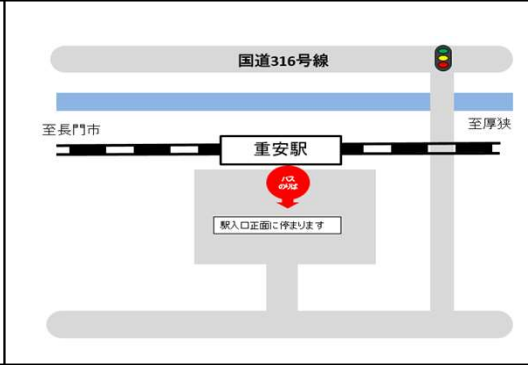 国道316号線
至長門市
至厚狭
重安駅
バス
のりば
駅入口正面に停まります